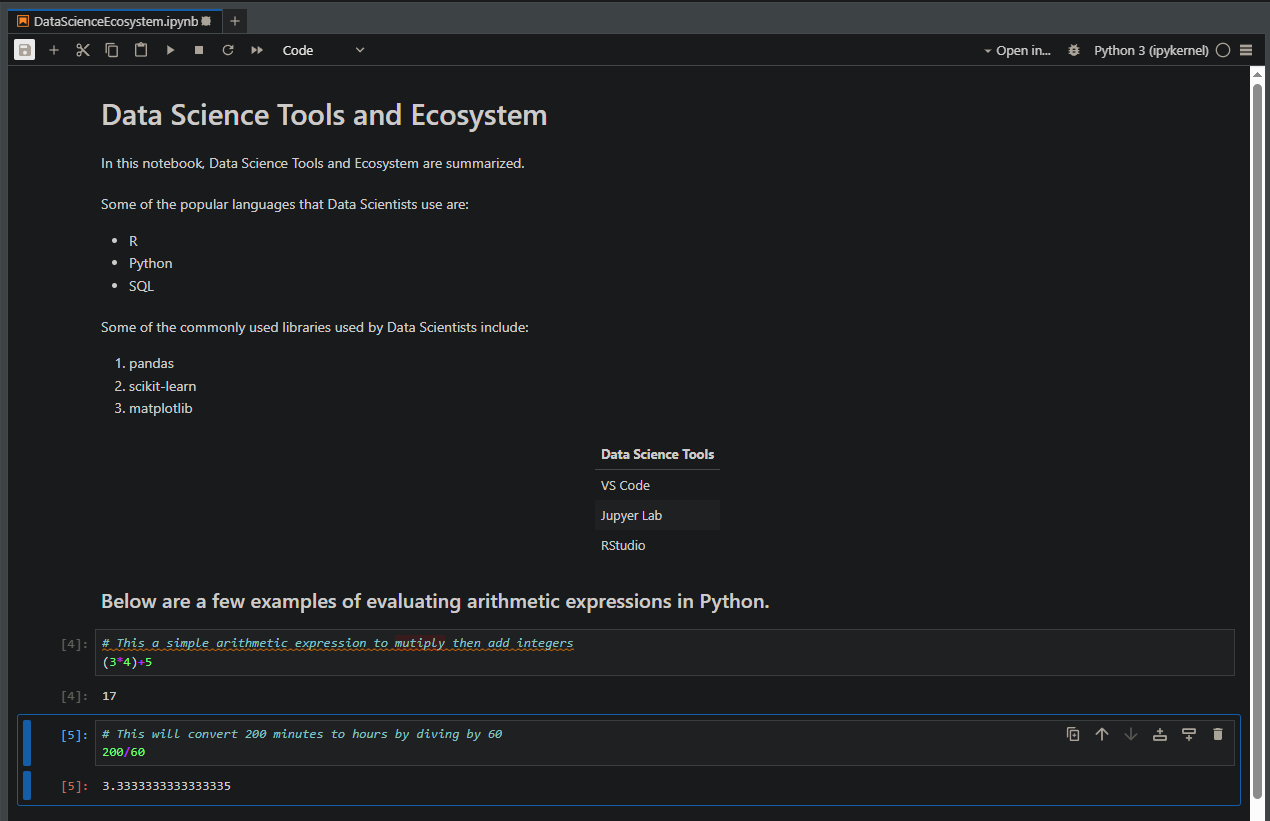 DataScienceEcosystem.ipynb
Code
Open in...
Python 3 (ipykernel)
Data Science Tools and Ecosystem
In this notebook, Data Science Tools and Ecosystem are summarized.
Some of the popular languages that Data Scientists use are:
• R
• Python
• SQL
Some of the commonly used libraries used by Data Scientists include:
1. pandas
2. scikit-learn
3. matplotlib
Data Science Tools
VS Code
Jupyer Lab
RStudio
Below are a few examples of evaluating arithmetic expressions in Python.
[4]: # This a simple arithmetic expression to mutiply then add integers
(3*4)+5
[4]: 17
[5]: # This will convert 200 minutes to hours by diving by 60
200/60
[5]: 3.3333333333333335